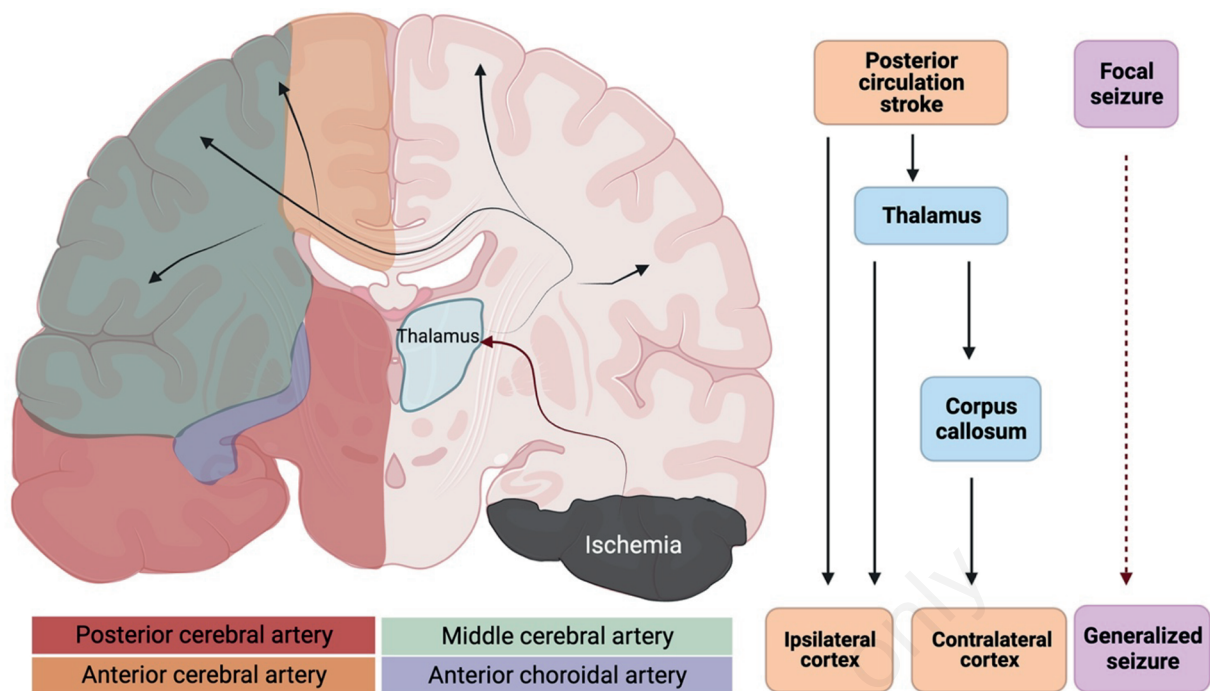 Posterior
circulation
stroke
Focal
seizure
Thalamus
Thalamus
Corpus
callosum
Ischemia
Posterior cerebral artery
Middle cerebral artery
Anterior cerebral artery
Anterior choroidal artery
Ipsilateral
cortex
Contralateral
cortex
Generalized
seizure
only